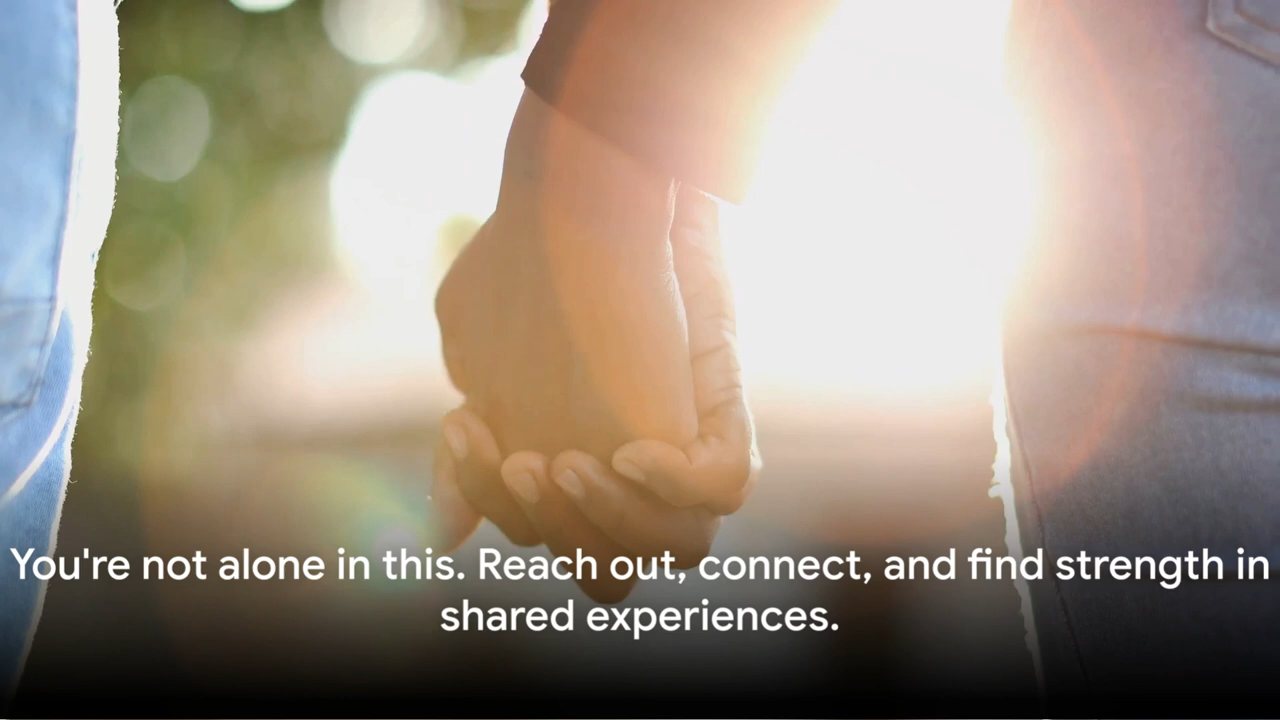 You're not alone in this. Reach out, connect, and find strength in
shared experiences.